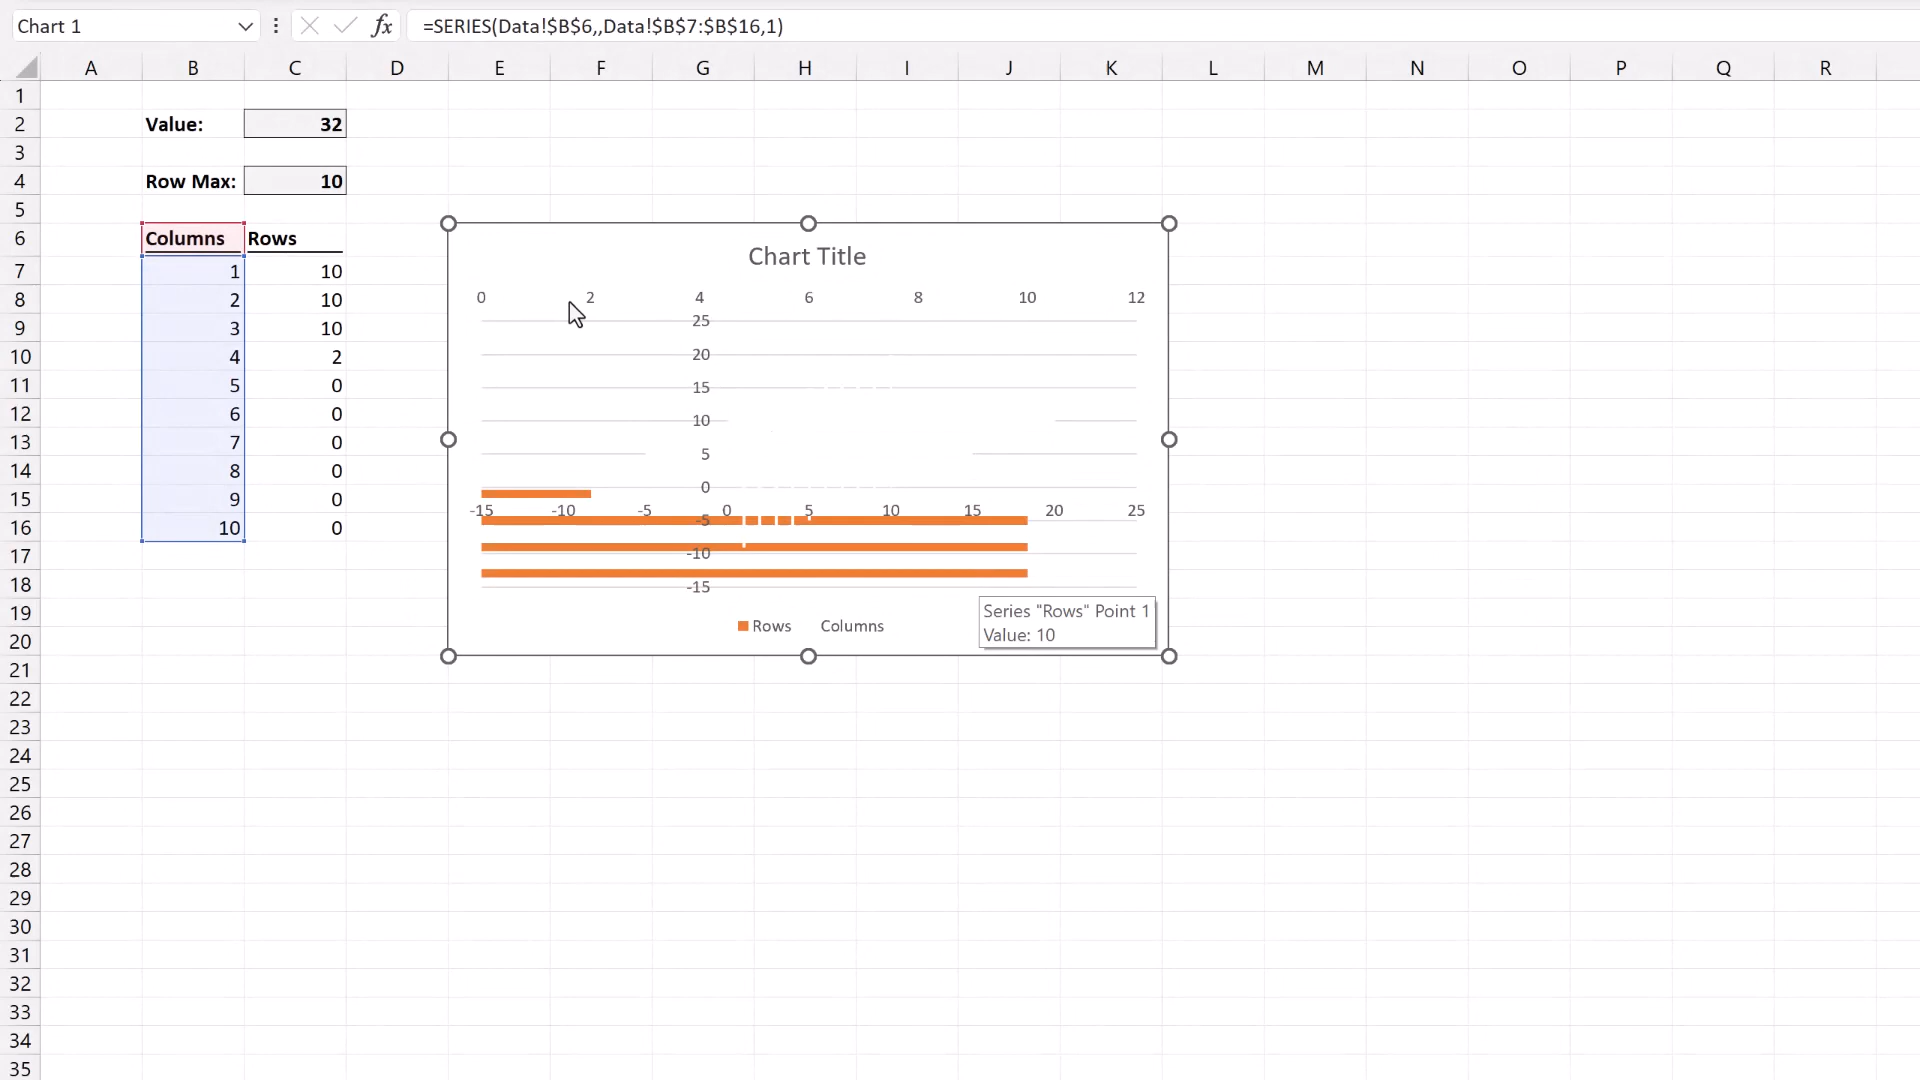 Chart 1 fx =SERIES(Data!$B$6,,Data!$B$7:$B$16,1)
A B C D E F G H I J K L M N O P Q R
1
2 Value: 32
3
4 Row Max: 10
5
6 Columns Rows
7 1 10
8 2 10
9 3 10
10 4 2
11 5 0
12 6 0
13 7 0
14 8 0
15 9 0
16 10 0
17
18
19
20
21
22
23
24
25
26
27
28
29
30
31
32
33
34
35
Chart Title
0 2 4 6 8 10 12
25
20
15
10
5
0
-15 -10 -5 0 5 10 15 20 25
-5
-10
-15
Rows Columns
Series "Rows" Point 1
Value: 10